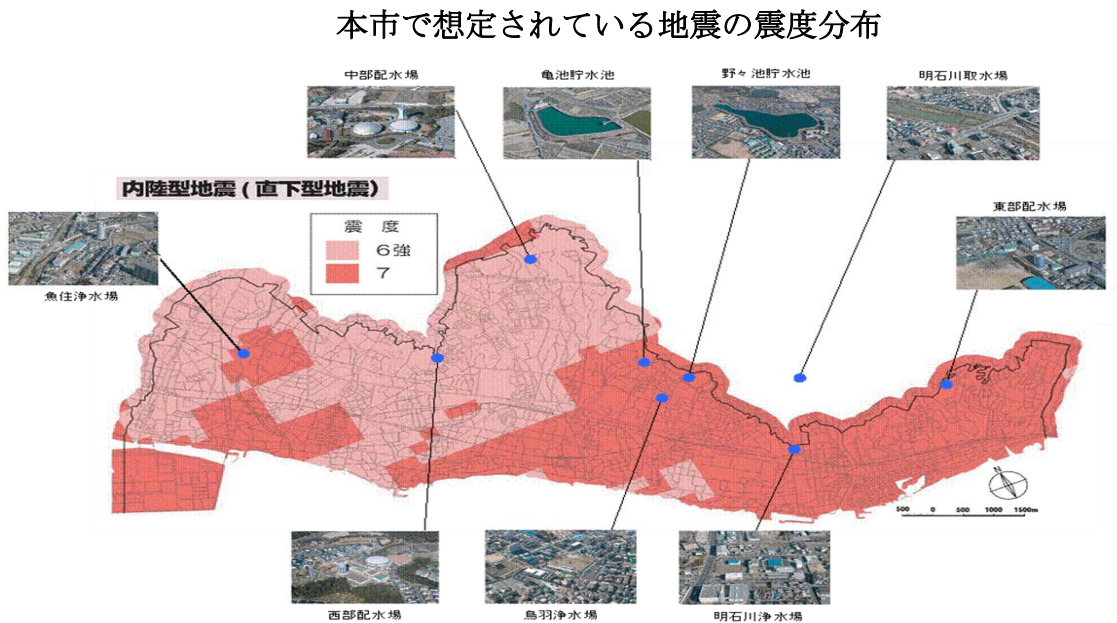 本市で想定されている地震の震度分布
中部配水場
亀池貯水池
野々池貯水池
明石川取水場
内陸型地震(直下型地震)
東部配水場
震 度
6強
7
魚住浄水場
N
500 0 500 1000 1500m
西部配水場
鳥羽浄水場
明石川浄水場